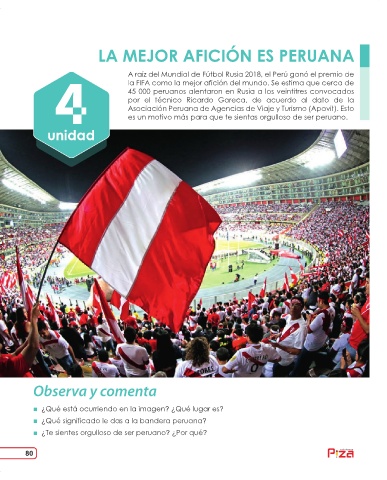 LA MEJOR AFICIÓN ES PERUANA
A raíz del Mundial de Fútbol Rusia 2018, el Perú ganó el premio de
la FIFA como la mejor afición del mundo. Se estima que cerca de
45 000 peruanos alentaron en Rusia a los veintitres convocados
por el técnico Ricardo Gareca, de acuerdo al dato de la
Asociación Peruana de Agencias de Viaje y Turismo (Apavit). Esto
es un motivo más para que te sientas orgulloso de ser peruano.
4
unidad
Observa y comenta
¿Qué está ocurriendo en la imagen? ¿Qué lugar es?
¿Qué significado le das a la bandera peruana?
¿Te sientes orgulloso de ser peruano? ¿Por qué?
80
Piza